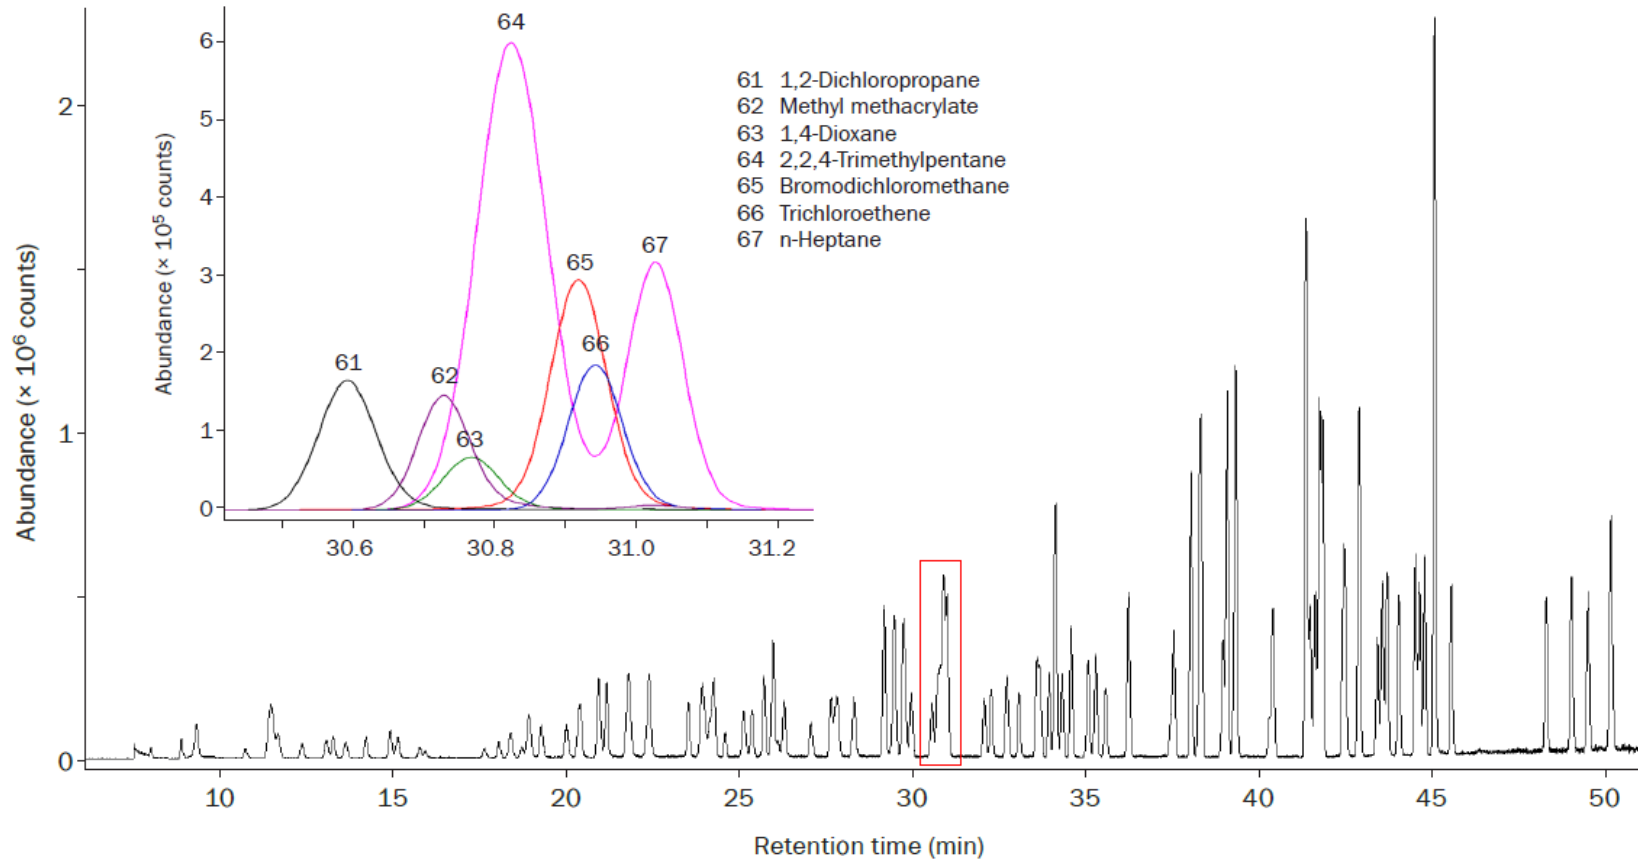 64
6
5
4
3
2
1
0
Abundance (× 10⁵ counts)
61
62
63
65
66
67
30.6 30.8 31.0 31.2
61 1,2-Dichloropropane
62 Methyl methacrylate
63 1,4-Dioxane
64 2,2,4-Trimethylpentane
65 Bromodichloromethane
66 Trichloroethene
67 n-Heptane
2
1
0
Abundance (× 10⁶ counts)
10 15 20 25 30 35 40 45 50
Retention time (min)